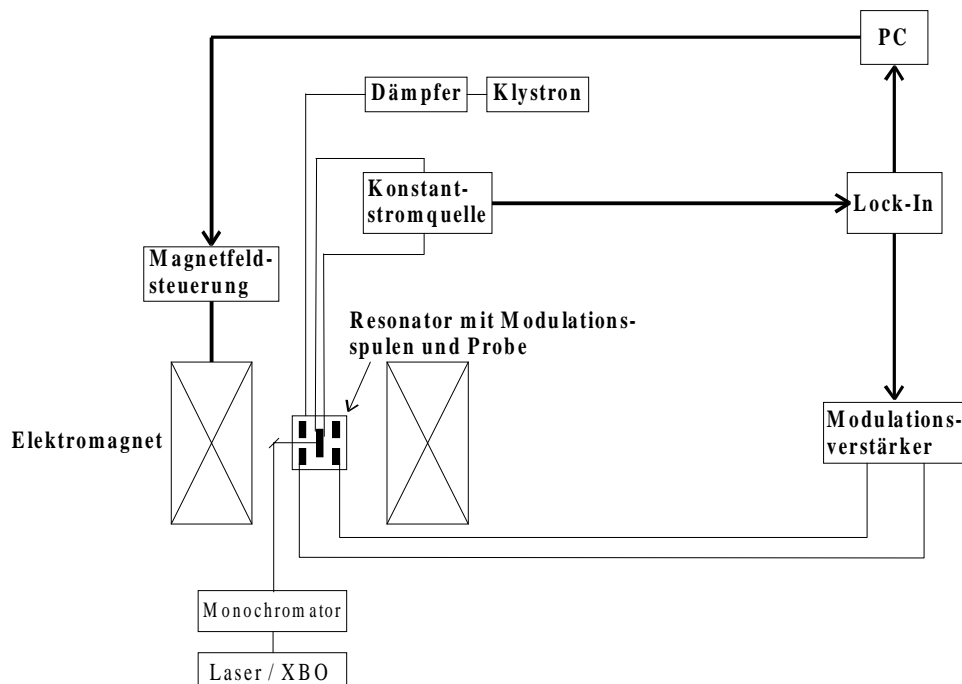 PC
Dämpfer
Klystron
Konstant-
stromquelle
Lock-In
Magnetfeld-
steuerung
Resonator mit Modulations-
spulen und Probe
Elektromagnet
Modulations-
verstärker
Monochromator
Laser / XBO